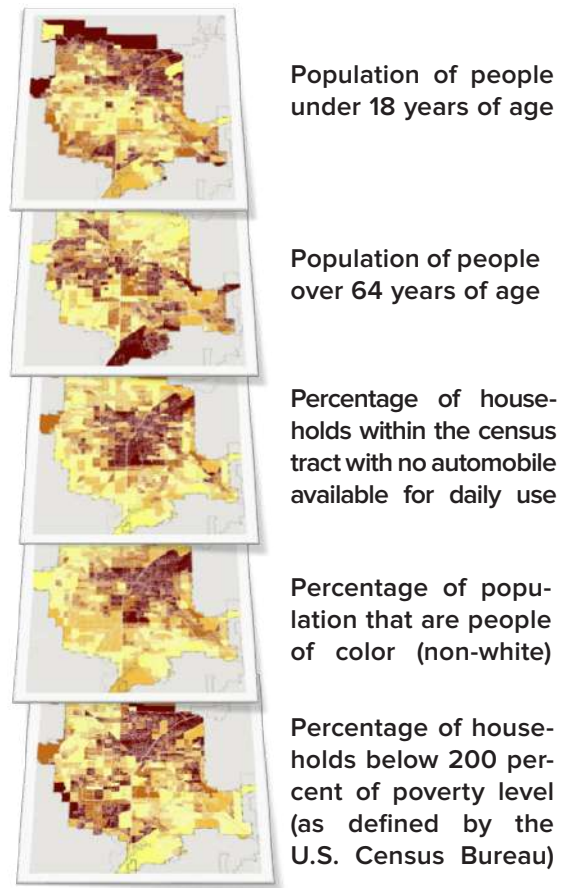 Population of people
under 18 years of age
Population of people
over 64 years of age
Percentage of house-
holds within the census
tract with no automobile
available for daily use
Percentage of popu-
lation that are people
of color (non-white)
Percentage of house-
holds below 200 per-
cent of poverty level
(as defined by the
U.S. Census Bureau)